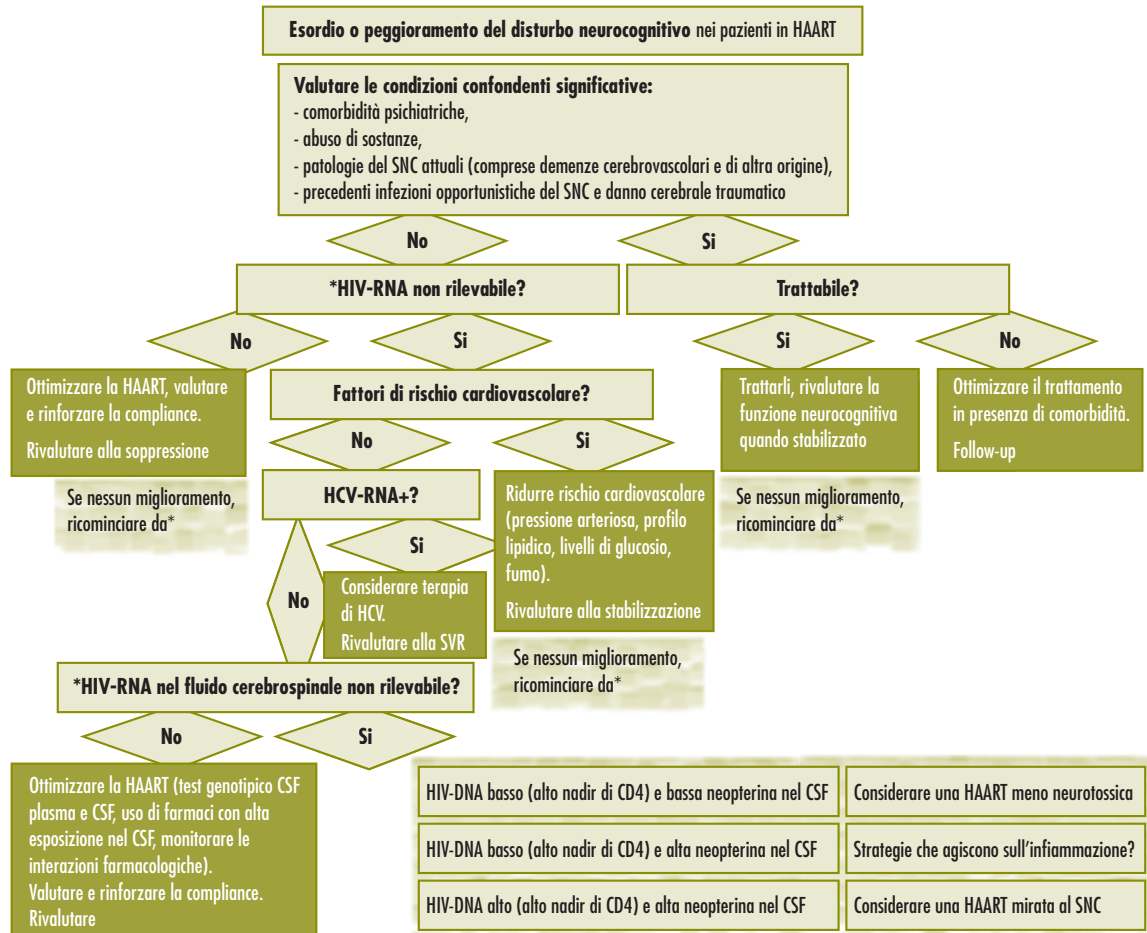 Esordio o peggioramento del disturbo neurocognitivo nei pazienti in HAART
Valutare le condizioni confondenti significative:
- comorbidità psichiatriche,
- abuso di sostanze,
- patologie del SNC attuali (comprese demenze cerebrovascolari e di altra origine),
- precedenti infezioni opportunistiche del SNC e danno cerebrale traumatico
No
Si
*HIV-RNA non rilevabile?
Trattabile?
No
Si
Si
No
Ottimizzare la HAART, valutare
e rinforzare la compliance.
Rivalutare alla soppressione
Fattori di rischio cardiovascolare?
Trattarli, rivalutare la
funzione neurocognitiva
quando stabilizzato
Ottimizzare il trattamento
in presenza di comorbidità.
Follow-up
No
Si
Se nessun miglioramento,
ricominciare da*
HCV-RNA+?
Ridurre rischio cardiovascolare
(pressione arteriosa, profilo
lipidico, livelli di glucosio,
fumo).
Rivalutare alla stabilizzazione
Se nessun miglioramento,
ricominciare da*
Si
No
Considerare terapia
di HCV.
Rivalutare alla SVR
Se nessun miglioramento,
ricominciare da*
*HIV-RNA nel fluido cerebrospinale non rilevabile?
No
Si
Ottimizzare la HAART (test genotipico CSF
plasma e CSF, uso di farmaci con alta
esposizione nel CSF, monitorare le
interazioni farmacologiche).
Valutare e rinforzare la compliance.
Rivalutare
HIV-DNA basso (alto nadir di CD4) e bassa neopterina nel CSF
Considerare una HAART meno neurotossica
HIV-DNA basso (alto nadir di CD4) e alta neopterina nel CSF
Strategie che agiscono sull'infiammazione?
HIV-DNA alto (alto nadir di CD4) e alta neopterina nel CSF
Considerare una HAART mirata al SNC